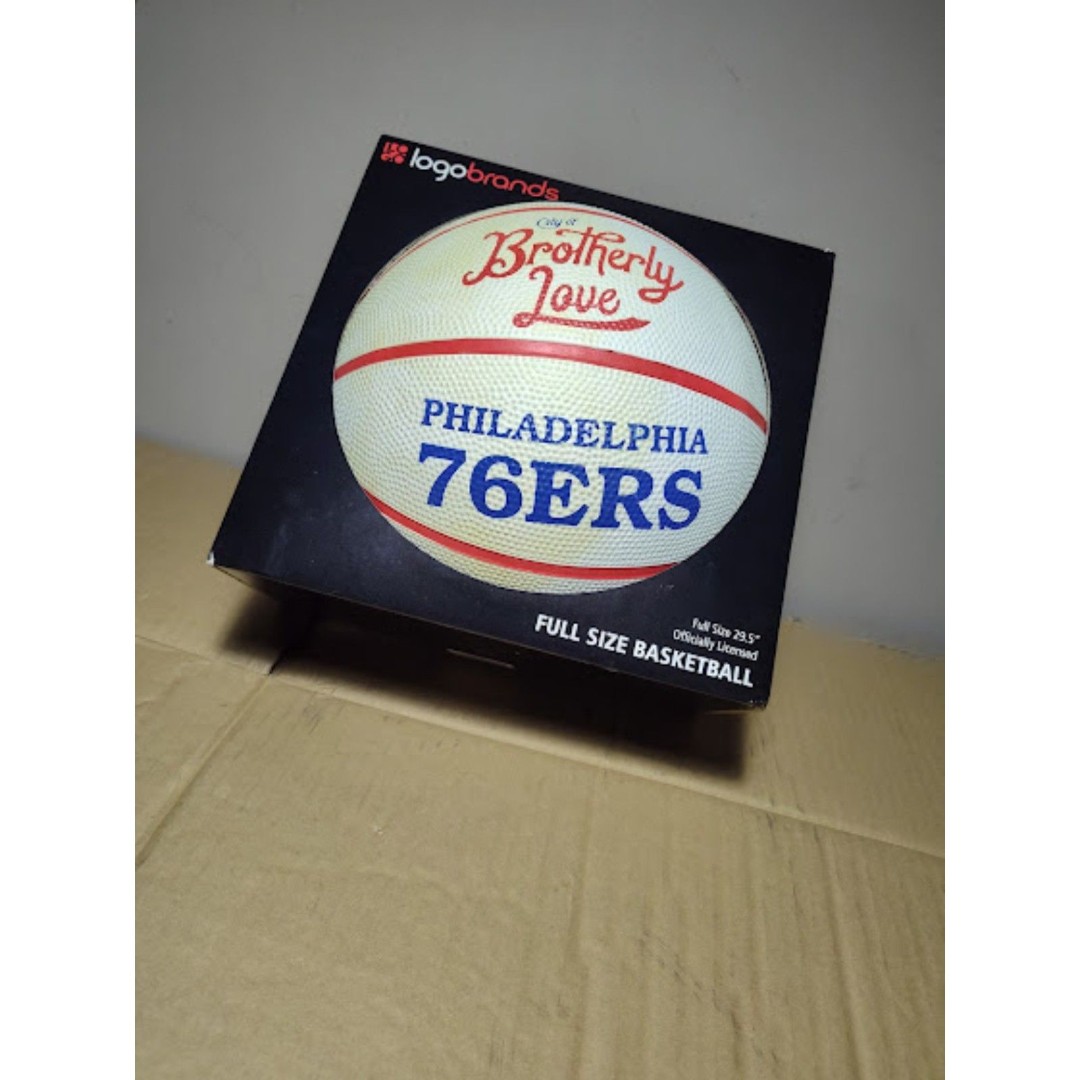 logobrands
City of
Brotherly
Love
PHILADELPHIA
76ERS
Full Size 29.5"
Officially Licensed
FULL SIZE BASKETBALL